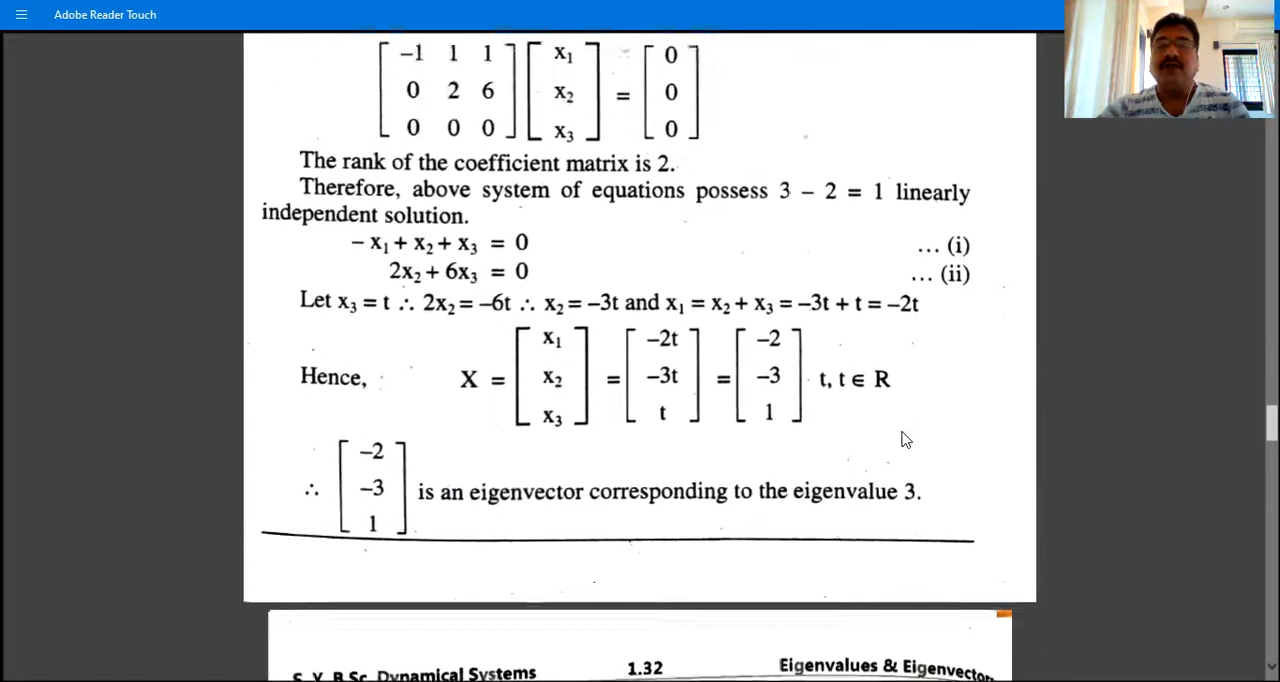 Adobe Reader Touch
[ -1 1 1 ] [ x₁ ] [ 0 ]
[ 0 2 6 ] [ x₂ ] = [ 0 ]
[ 0 0 0 ] [ x₃ ] [ 0 ]
The rank of the coefficient matrix is 2.
Therefore, above system of equations possess 3 – 2 = 1 linearly
independent solution.
– x₁ + x₂ + x₃ = 0 ... (i)
2x₂ + 6x₃ = 0 ... (ii)
Let x₃ = t ∴ 2x₂ = –6t ∴ x₂ = –3t and x₁ = x₂ + x₃ = –3t + t = –2t
[ x₁ ] [ –2t ] [ –2 ]
Hence, X = [ x₂ ] = [ –3t ] = [ –3 ] t, t ∈ R
[ x₃ ] [ t ] [ 1 ]
[ –2 ]
∴ [ –3 ] is an eigenvector corresponding to the eigenvalue 3.
[ 1 ]
S. Y. B.Sc. Dynamical Systems 1.32 Eigenvalues & Eigenvector